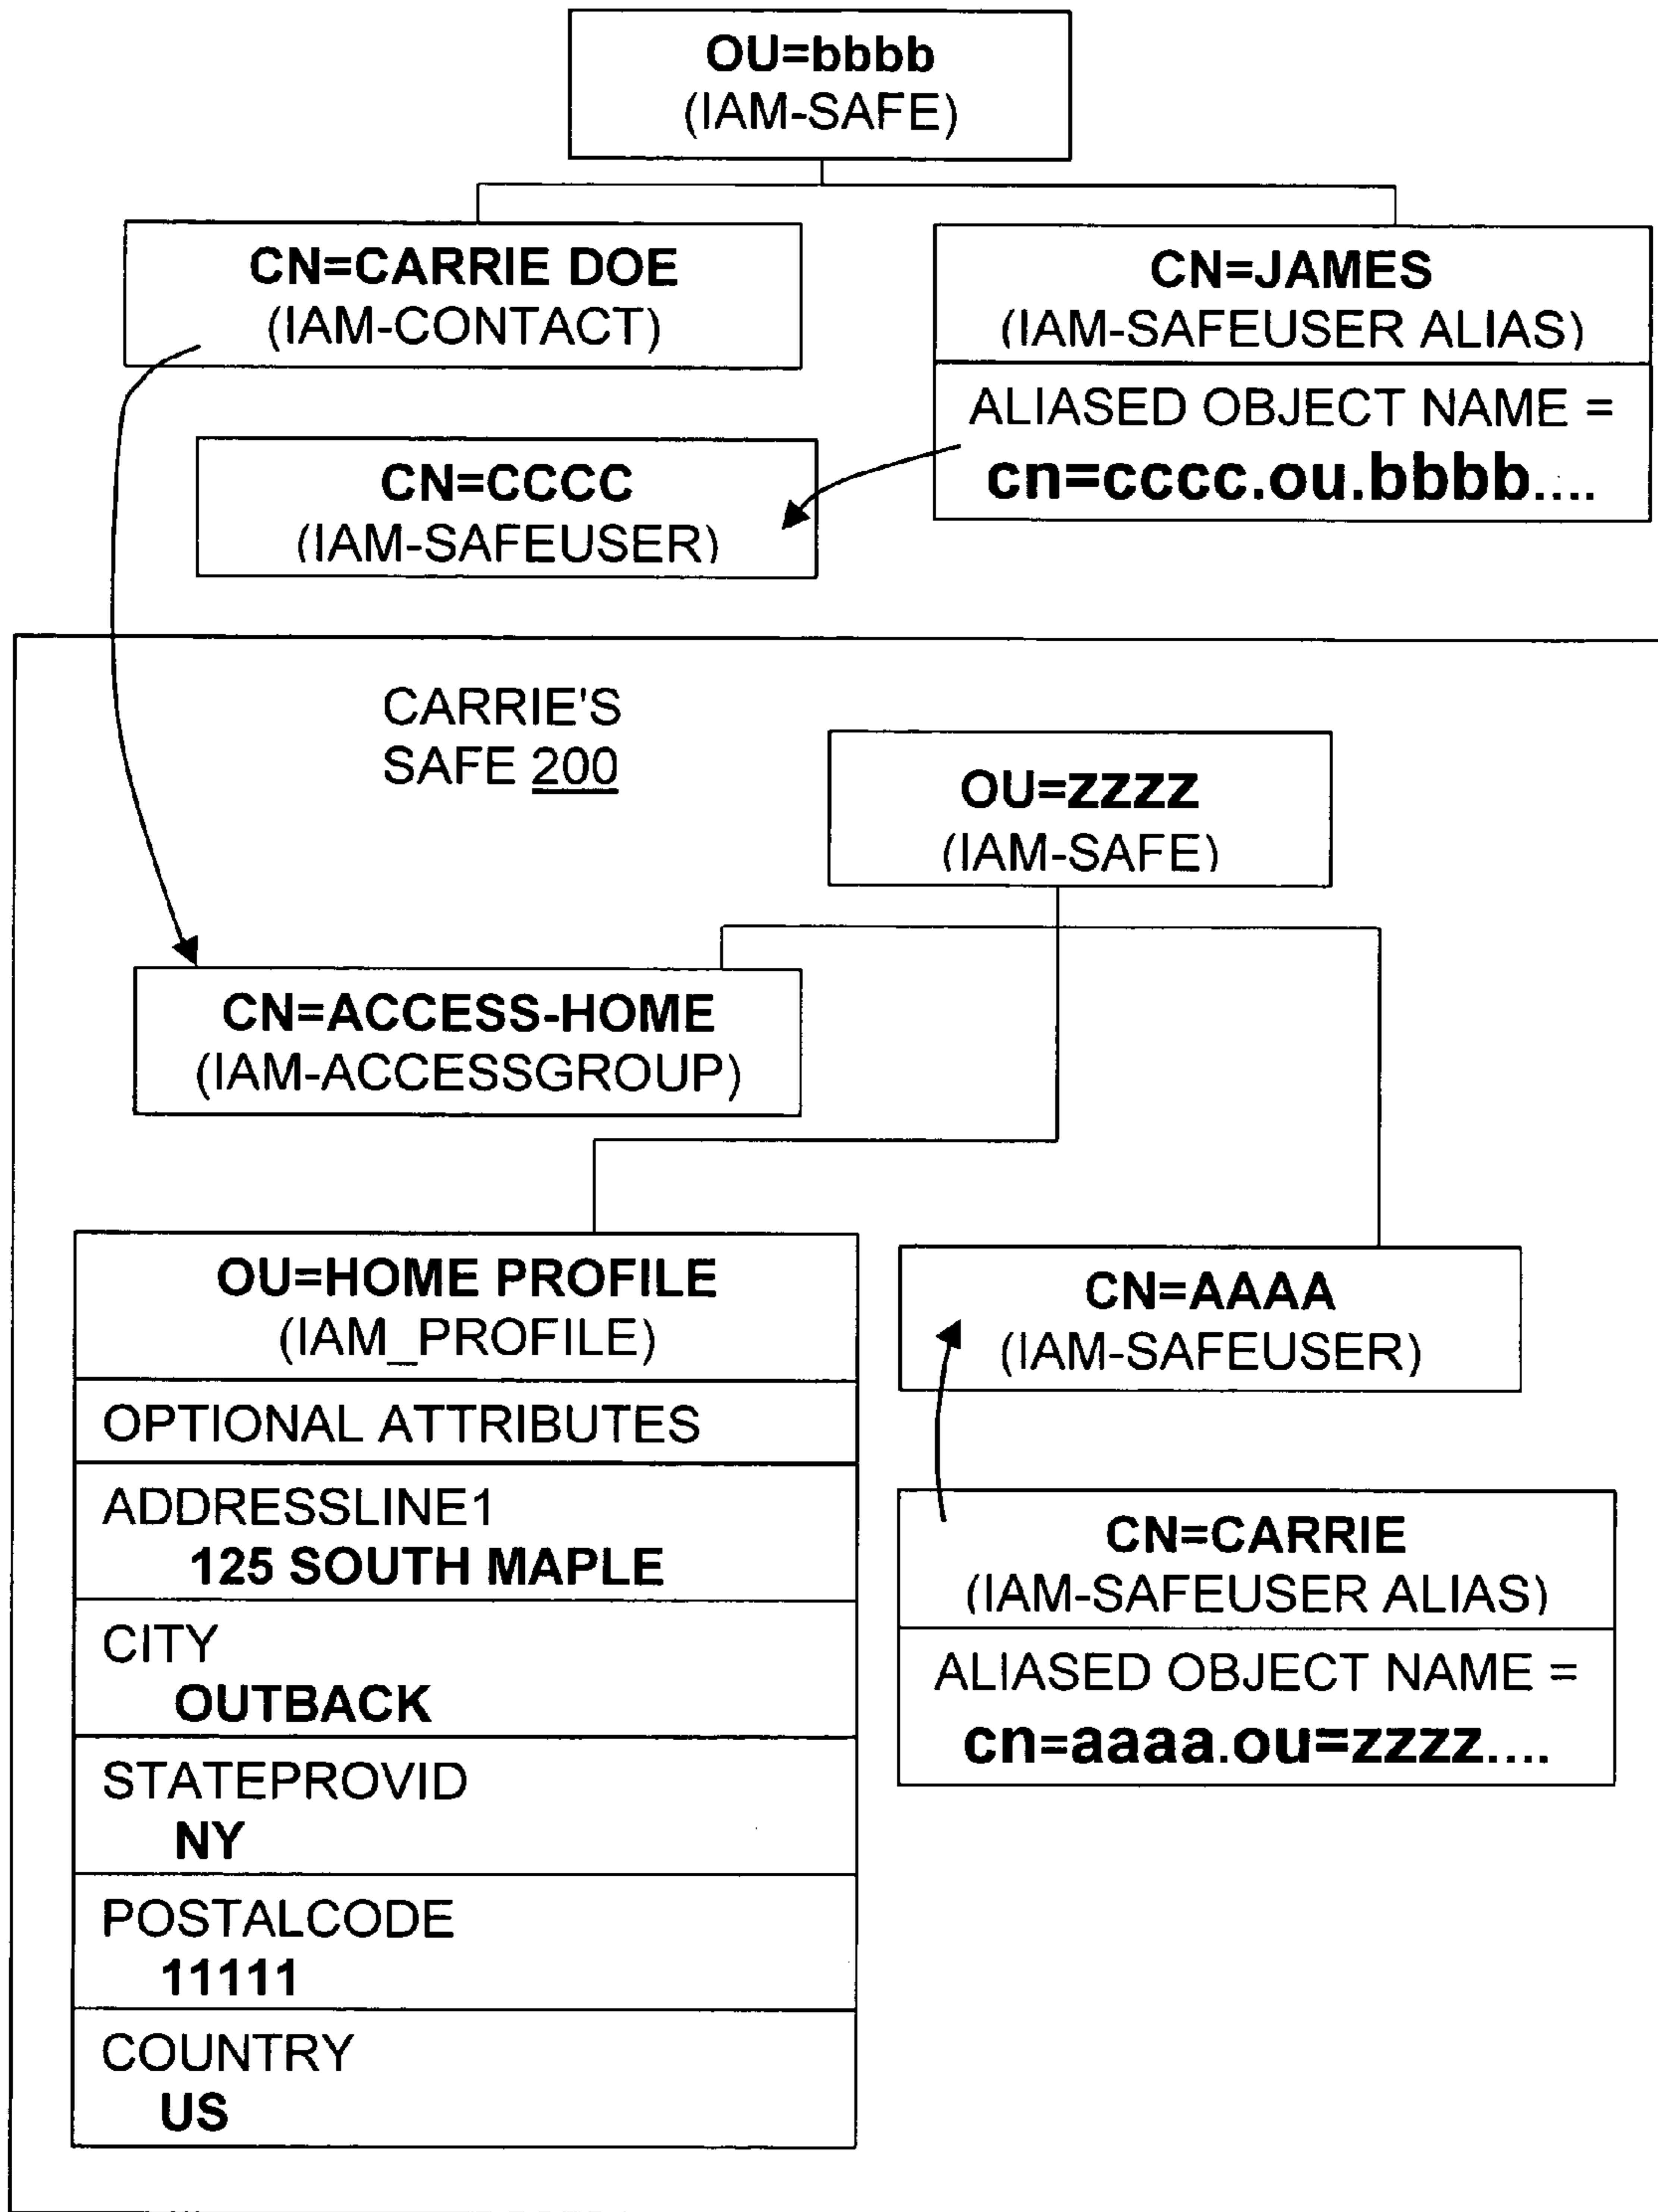 OU=bbbb
(IAM-SAFE)
CN=CARRIE DOE
(IAM-CONTACT)
CN=JAMES
(IAM-SAFEUSER ALIAS)
ALIASED OBJECT NAME =
cn=cccc.ou.bbbb....
CN=CCCC
(IAM-SAFEUSER)
CARRIE'S
SAFE 200
OU=ZZZZ
(IAM-SAFE)
CN=ACCESS-HOME
(IAM-ACCESSGROUP)
OU=HOME PROFILE
(IAM_PROFILE)
OPTIONAL ATTRIBUTES
ADDRESSLINE1
125 SOUTH MAPLE
CITY
OUTBACK
STATEPROVID
NY
POSTALCODE
11111
COUNTRY
US
CN=AAAA
(IAM-SAFEUSER)
CN=CARRIE
(IAM-SAFEUSER ALIAS)
ALIASED OBJECT NAME =
cn=aaaa.ou=zzzz....